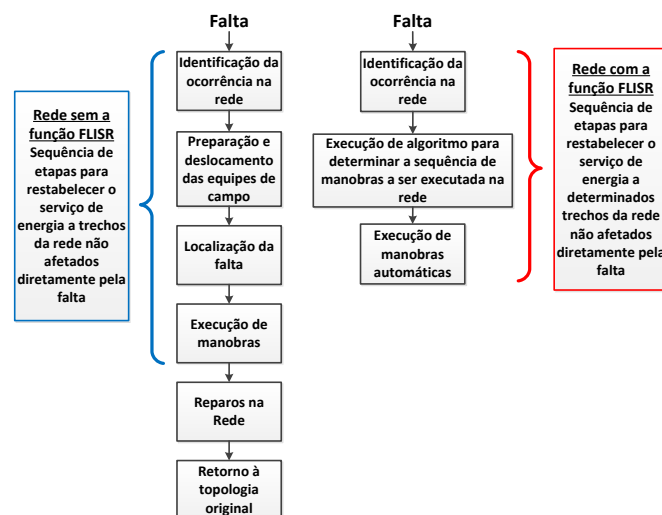 Falta
Identificação da
ocorrência na
rede
Preparação e
deslocamento
das equipes de
campo
Localização da
falta
Execução de
manobras
Reparos na
Rede
Retorno à
topologia
original
Rede sem a
função FLISR
Sequência de
etapas para
restabelecer o
serviço de
energia a trechos
da rede não
afetados
diretamente pela
falta
Falta
Identificação da
ocorrência na
rede
Execução de algoritmo para
determinar a sequência de
manobras a ser executada na
rede
Execução de
manobras
automáticas
Rede com a
função FLISR
Sequência de
etapas para
restabelecer o
serviço de
energia a
determinados
trechos da rede
não afetados
diretamente pela
falta